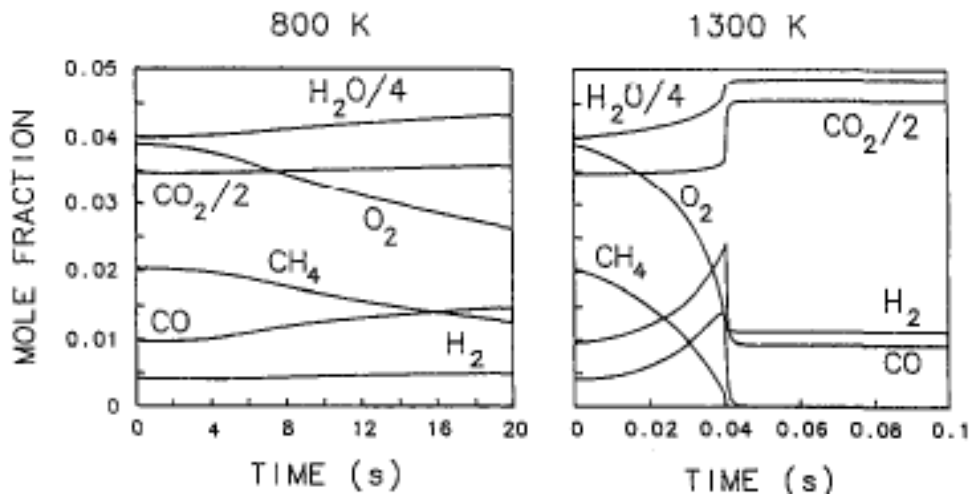 800 K
1300 K
MOLE FRACTION
0.05
0.04
0.03
0.02
0.01
0
H₂O/4
CO₂/2
O₂
CH₄
CO
H₂
0 4 8 12 16 20
TIME (s)
H₂O/4
CO₂/2
O₂
CH₄
H₂
CO
0 0.02 0.04 0.06 0.08 0.1
TIME (s)